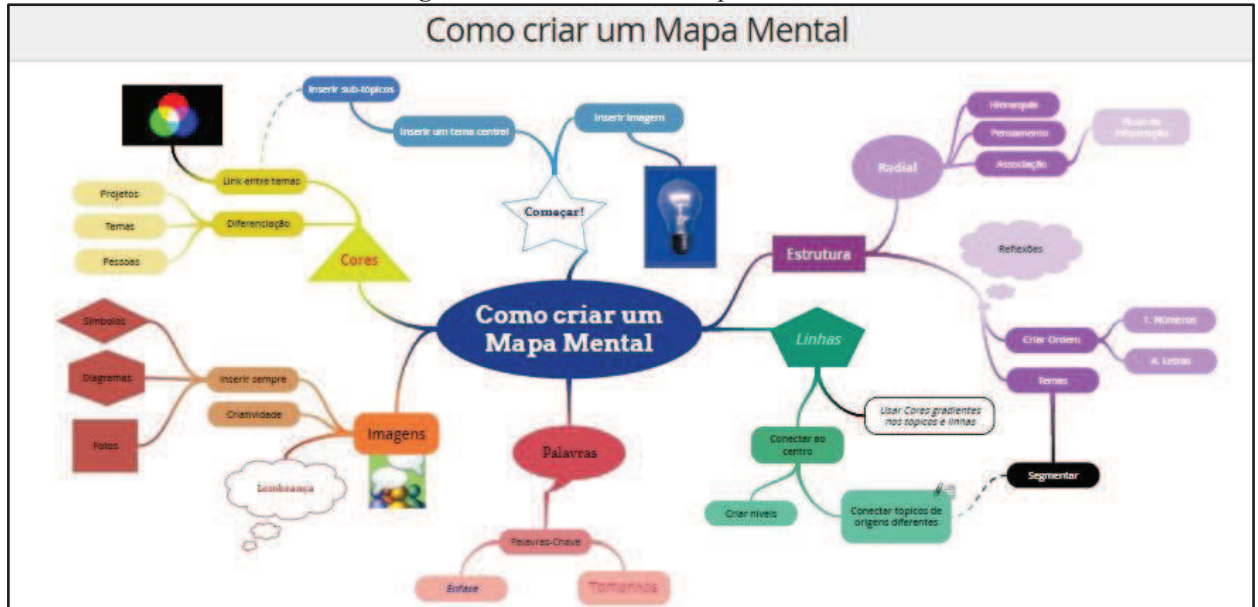 Como criar um Mapa Mental
Inserir sub-tópicos
Inserir um tema central
Inserir Imagem
Começar!
Link entre temas
Diferenciação
Projetos
Temas
Pessoas
Cores
Como criar um
Mapa Mental
Estrutura
Radial
Hierarquia
Pensamento
Associação
Fluxo de
Informação
Reflexões
Criar Ordem
1. Números
A. Letras
Temas
Segmentar
Linhas
Usar Cores gradientes
nos tópicos e linhas
Conectar ao
centro
Criar níveis
Conectar tópicos de
origens diferentes
Símbolos
Diagramas
Fotos
Inserir sempre
Criatividade
Imagens
Lembrança
Palavras
Palavras-Chave
Ênfase
Tamanhos